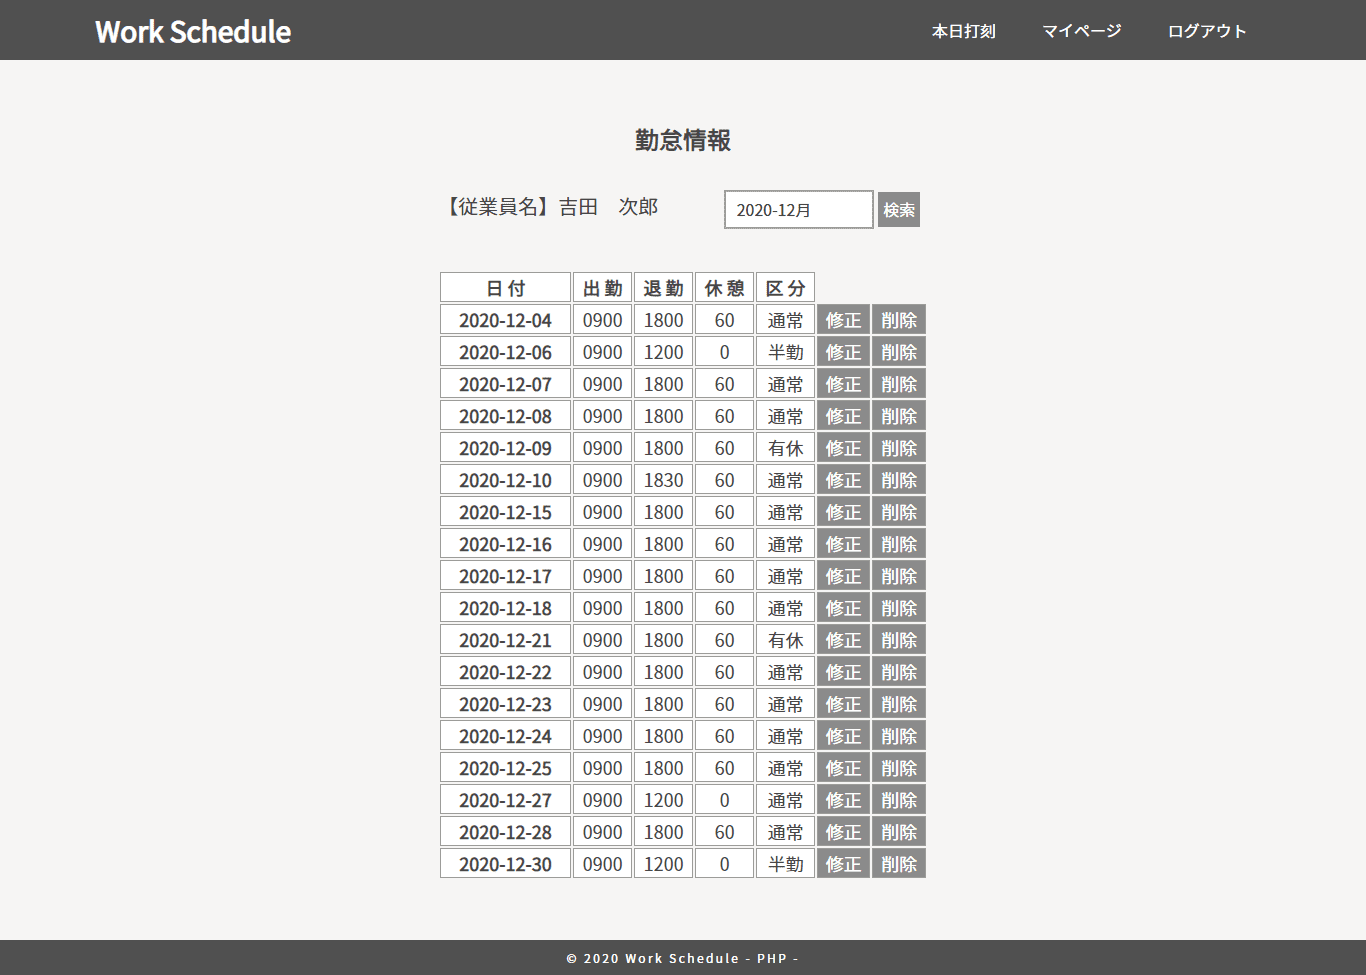 Work Schedule 本日打刻 マイページ ログアウト
勤怠情報
【従業員名】吉田　次郎 2020-12月 検索
日付 出勤 退勤 休憩 区分
2020-12-04 0900 1800 60 通常 修正 削除
2020-12-06 0900 1200 0 半勤 修正 削除
2020-12-07 0900 1800 60 通常 修正 削除
2020-12-08 0900 1800 60 通常 修正 削除
2020-12-09 0900 1800 60 有休 修正 削除
2020-12-10 0900 1830 60 通常 修正 削除
2020-12-15 0900 1800 60 通常 修正 削除
2020-12-16 0900 1800 60 通常 修正 削除
2020-12-17 0900 1800 60 通常 修正 削除
2020-12-18 0900 1800 60 通常 修正 削除
2020-12-21 0900 1800 60 有休 修正 削除
2020-12-22 0900 1800 60 通常 修正 削除
2020-12-23 0900 1800 60 通常 修正 削除
2020-12-24 0900 1800 60 通常 修正 削除
2020-12-25 0900 1800 60 通常 修正 削除
2020-12-27 0900 1200 0 通常 修正 削除
2020-12-28 0900 1800 60 通常 修正 削除
2020-12-30 0900 1200 0 半勤 修正 削除
© 2020 Work Schedule - PHP -